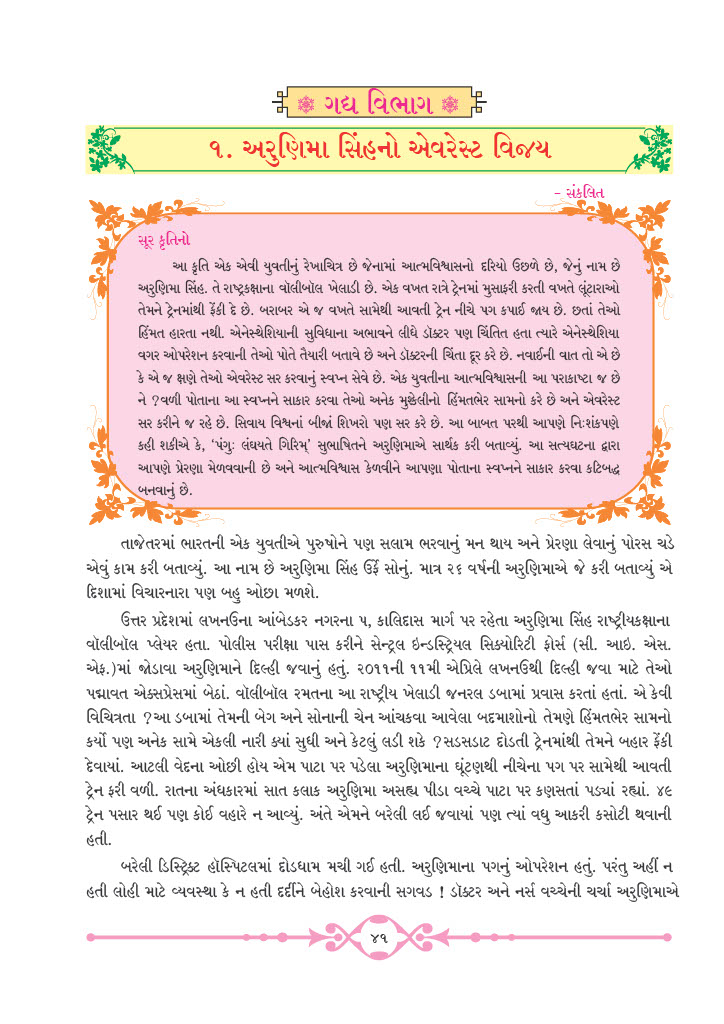 ગદ્ય વિભાગ
૧. અરુણિમા સિંહનો એવરેસ્ટ વિજય
- સંકલિત
સૂર કૃતિનો
આ કૃતિ એક એવી યુવતીનું રેખાચિત્ર છે જેનામાં આત્મવિશ્વાસનો દરિયો ઉછળે છે, જેનું નામ છે
અરુણિમા સિંહ. તે રાષ્ટ્રકક્ષાના વૉલીબૉલ ખેલાડી છે. એક વખત રાત્રે ટ્રેનમાં મુસાફરી કરતી વખતે લૂંટારાઓ
તેમને ટ્રેનમાંથી ફેંકી દે છે. બરાબર એ જ વખતે સામેથી આવતી ટ્રેન નીચે પગ કપાઈ જાય છે. છતાં તેઓ
હિંમત હારતા નથી. એનેસ્થેશિયાની સુવિધાના અભાવને લીધે ડૉક્ટર પણ ચિંતિત હતા ત્યારે એનેસ્થેશિયા
વગર ઓપરેશન કરવાની તેઓ પોતે તૈયારી બતાવે છે અને ડૉક્ટરની ચિંતા દૂર કરે છે. નવાઈની વાત તો એ છે
કે એ જ ક્ષણે તેઓ એવરેસ્ટ સર કરવાનું સ્વપ્ન સેવે છે. એક યુવતીના આત્મવિશ્વાસની આ પરાકાષ્ટા જ છે
ને ?વળી પોતાના આ સ્વપ્નને સાકાર કરવા તેઓ અનેક મુશ્કેલીનો હિંમતભેર સામનો કરે છે અને એવરેસ્ટ
સર કરીને જ રહે છે. સિવાય વિશ્વનાં બીજાં શિખરો પણ સર કરે છે. આ બાબત પરથી આપણે નિઃશંકપણે
કહી શકીએ કે, ‘પંગુઃ લંઘયતે ગિરિમ્’ સુભાષિતને અરુણિમાએ સાર્થક કરી બતાવ્યું. આ સત્યઘટના દ્વારા
આપણે પ્રેરણા મેળવવાની છે અને આત્મવિશ્વાસ કેળવીને આપણા પોતાના સ્વપ્નને સાકાર કરવા કટિબદ્ધ
બનવાનું છે.
તાજેતરમાં ભારતની એક યુવતીએ પુરુષોને પણ સલામ ભરવાનું મન થાય અને પ્રેરણા લેવાનું પોરસ ચડે
એવું કામ કરી બતાવ્યું. આ નામ છે અરુણિમા સિંહ ઉર્ફે સોનું. માત્ર ૨૬ વર્ષની અરુણિમાએ જે કરી બતાવ્યું એ
દિશામાં વિચારનારા પણ બહુ ઓછા મળશે.
ઉત્તર પ્રદેશમાં લખનઉના આંબેડકર નગરના ૫, કાલિદાસ માર્ગ પર રહેતા અરુણિમા સિંહ રાષ્ટ્રીયકક્ષાના
વૉલીબૉલ પ્લેયર હતા. પોલીસ પરીક્ષા પાસ કરીને સેન્ટ્રલ ઇન્ડસ્ટ્રિયલ સિક્યોરિટી ફોર્સ (સી. આઇ. એસ.
એફ.)માં જોડાવા અરુણિમાને દિલ્હી જવાનું હતું. ૨૦૧૧ની ૧૧મી એપ્રિલે લખનઉથી દિલ્હી જવા માટે તેઓ
પદ્માવત એક્સપ્રેસમાં બેઠાં. વૉલીબૉલ રમતના આ રાષ્ટ્રીય ખેલાડી જનરલ ડબામાં પ્રવાસ કરતાં હતાં. એ કેવી
વિચિત્રતા ?આ ડબામાં તેમની બેગ અને સોનાની ચેન આંચકવા આવેલા બદમાશોનો તેમણે હિંમતભેર સામનો
કર્યો પણ અનેક સામે એકલી નારી ક્યાં સુધી અને કેટલું લડી શકે ?સડસડાટ દોડતી ટ્રેનમાંથી તેમને બહાર ફેંકી
દેવાયાં. આટલી વેદના ઓછી હોય એમ પાટા પર પડેલા અરુણિમાના ઘૂંટણથી નીચેના પગ પર સામેથી આવતી
ટ્રેન ફરી વળી. રાતના અંધકારમાં સાત કલાક અરુણિમા અસહ્ય પીડા વચ્ચે પાટા પર કણસતાં પડ્યાં રહ્યાં. ૪૯
ટ્રેન પસાર થઈ પણ કોઈ વહારે ન આવ્યું. અંતે એમને બરેલી લઈ જવાયાં પણ ત્યાં વધુ આકરી કસોટી થવાની
હતી.
બરેલી ડિસ્ટ્રિક્ટ હૉસ્પિટલમાં દોડધામ મચી ગઈ હતી. અરુણિમાના પગનું ઓપરેશન હતું. પરંતુ અહીં ન
હતી લોહી માટે વ્યવસ્થા કે ન હતી દર્દીને બેહોશ કરવાની સગવડ ! ડૉક્ટર અને નર્સ વચ્ચેની ચર્ચા અરુણિમાએ
૪૧